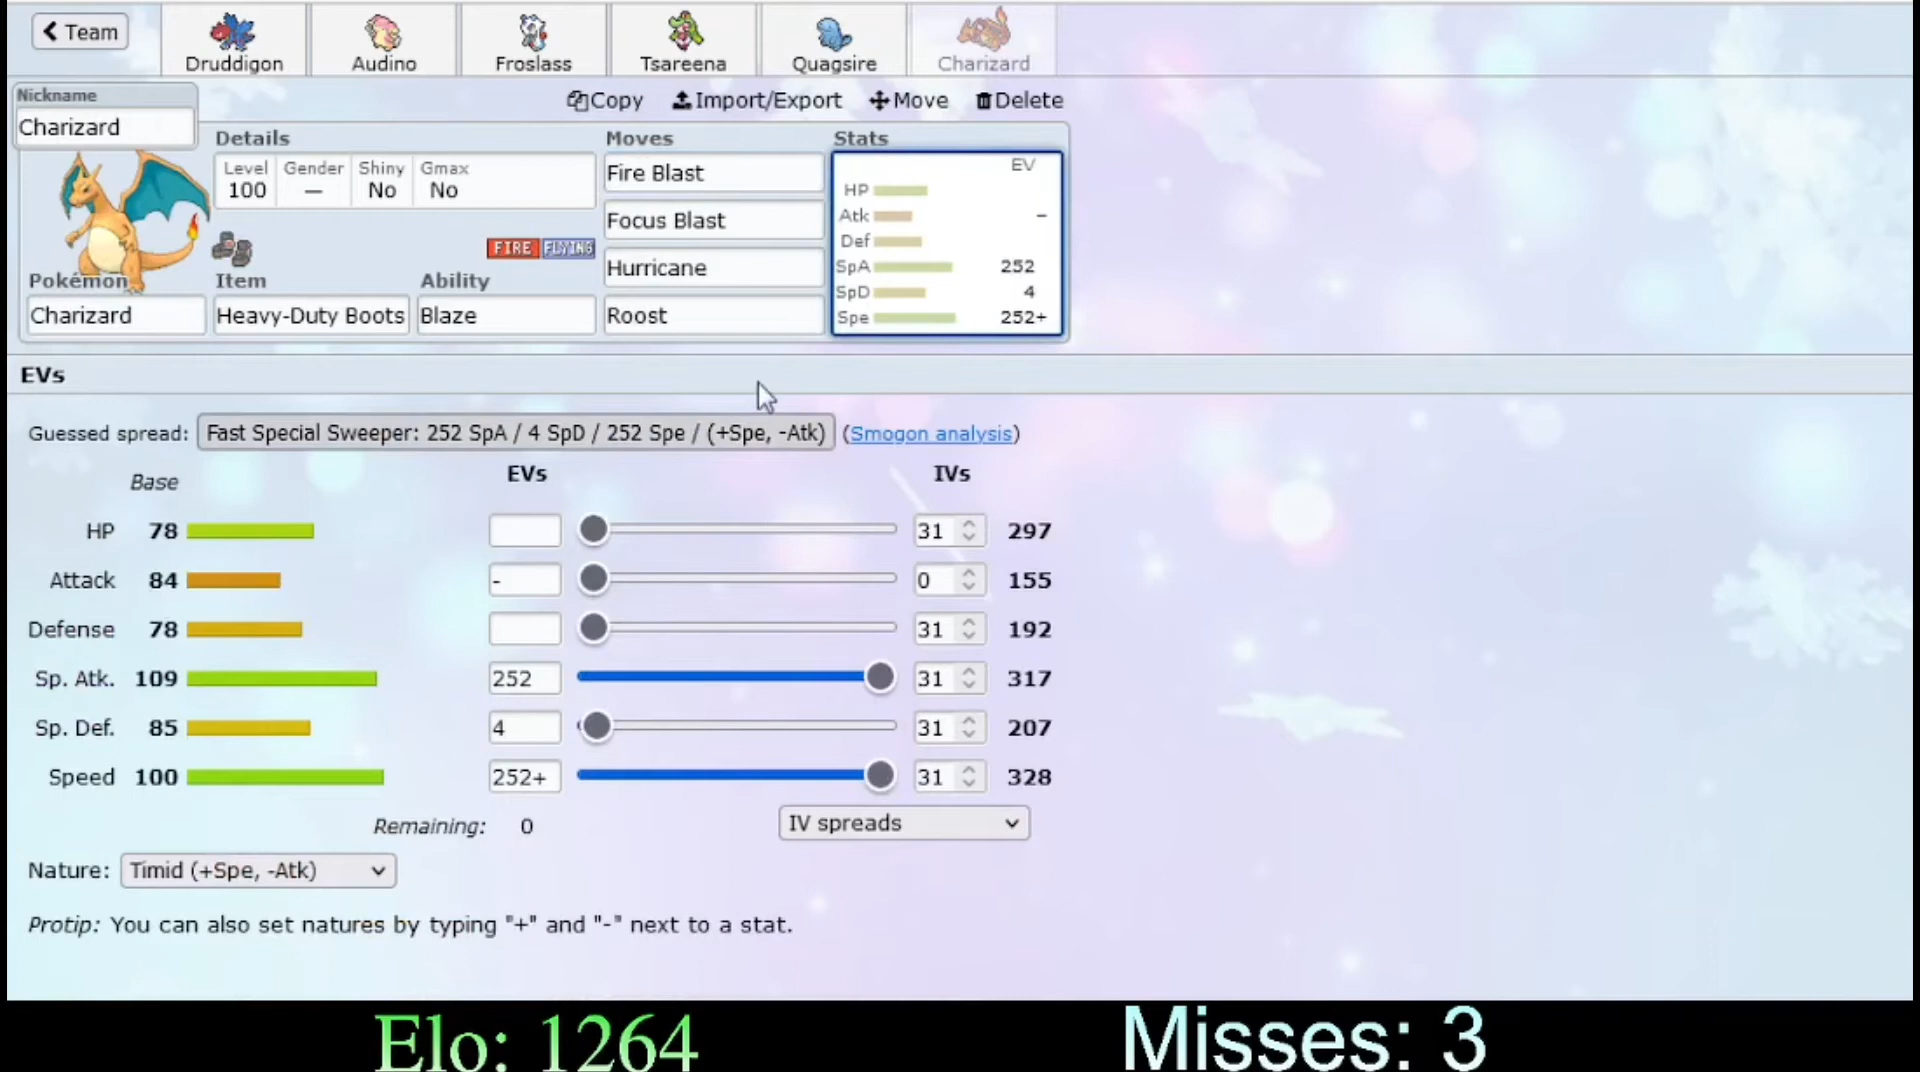 Team
Druddigon
Audino
Froslass
Tsareena
Quagsire
Charizard
Nickname
Charizard
Copy Import/Export Move Delete
Details
Level Gender Shiny Gmax
100 — No No
FIRE FLYING
Pokémon Item Ability
Charizard Heavy-Duty Boots Blaze
Moves
Fire Blast
Focus Blast
Hurricane
Roost
Stats
EV
HP
Atk –
Def
SpA 252
SpD 4
Spe 252+
EVs
Guessed spread: Fast Special Sweeper: 252 SpA / 4 SpD / 252 Spe / (+Spe, -Atk) (Smogon analysis)
Base EVs IVs
HP 78 31 297
Attack 84 - 0 155
Defense 78 31 192
Sp. Atk. 109 252 31 317
Sp. Def. 85 4 31 207
Speed 100 252+ 31 328
Remaining: 0 IV spreads
Nature: Timid (+Spe, -Atk)
Protip: You can also set natures by typing "+" and "-" next to a stat.
Elo: 1264 Misses: 3